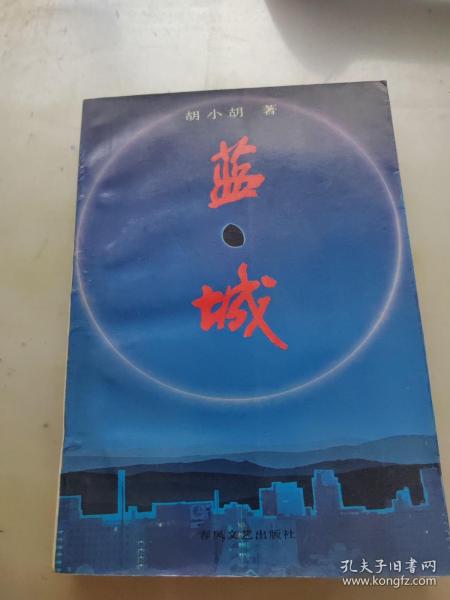 胡小胡 著
蓝
城
春风文艺出版社
孔夫子旧书网
www.kongfz.com